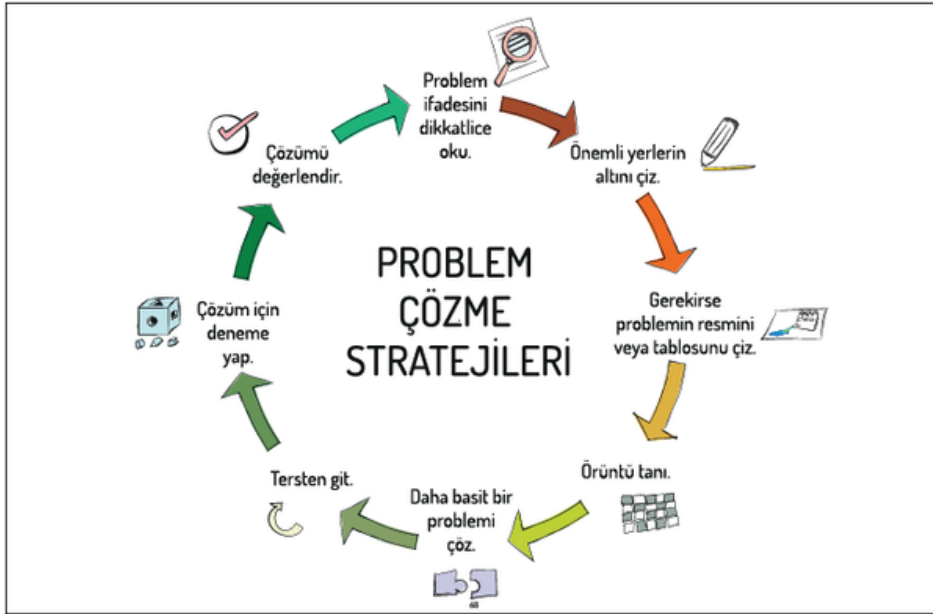 Problem
ifadesini
dikkatlice
oku.
Önemli yerlerin
altını çiz.
Gerekirse
problemin resmini
veya tablosunu çiz.
Örüntü tanı.
Daha basit bir
problemi
çöz.
Tersten git.
Çözüm için
deneme
yap.
Çözümü
değerlendir.
PROBLEM
ÇÖZME
STRATEJİLERİ
68